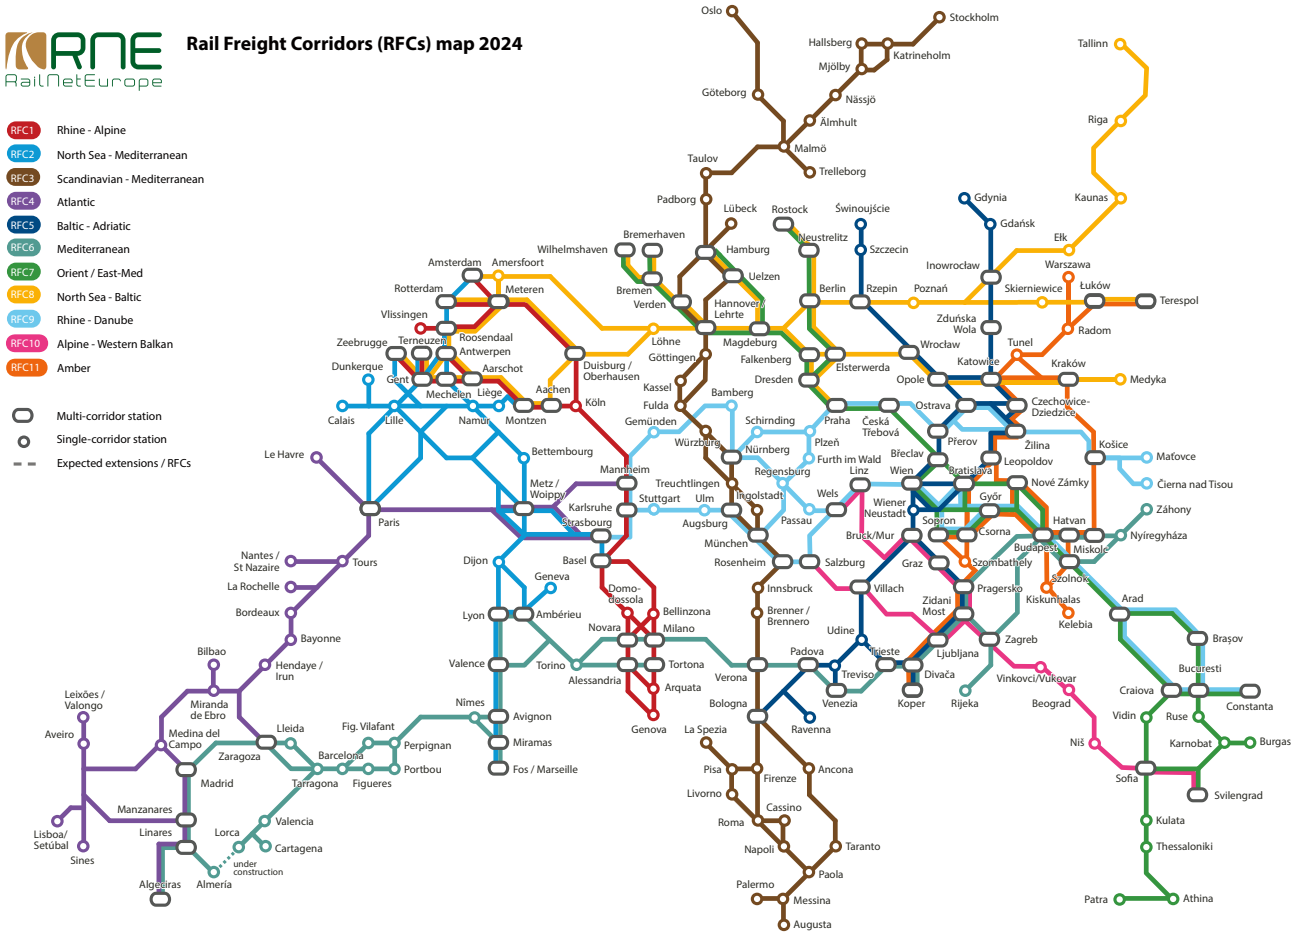 RNE
RailNetEurope
Rail Freight Corridors (RFCs) map 2024
RFC1 Rhine - Alpine
RFC2 North Sea - Mediterranean
RFC3 Scandinavian - Mediterranean
RFC4 Atlantic
RFC5 Baltic - Adriatic
RFC6 Mediterranean
RFC7 Orient / East-Med
RFC8 North Sea - Baltic
RFC9 Rhine - Danube
RFC10 Alpine - Western Balkan
RFC11 Amber
Multi-corridor station
Single-corridor station
Expected extensions / RFCs
Oslo
Stockholm
Hallsberg
Katrineholm
Mjölby
Tallinn
Göteborg
Nässjö
Älmhult
Riga
Malmö
Taulov
Trelleborg
Padborg
Kaunas
Lübeck
Rostock
Świnoujście
Gdynia
Gdańsk
Bremerhaven
Wilhelmshaven
Hamburg
Neustrelitz
Szczecin
Ełk
Amsterdam
Amersfoort
Uelzen
Inowrocław
Warszawa
Rotterdam
Meteren
Bremen
Verden
Hannover/
Lehrte
Berlin
Rzepin
Poznań
Skierniewice
Łuków
Terespol
Vlissingen
Roosendaal
Löhne
Magdeburg
Zduńska
Wola
Radom
Zeebrugge
Terneuzen
Antwerpen
Göttingen
Falkenberg
Elsterwerda
Wrocław
Tunel
Dunkerque
Gent
Aarschot
Duisburg /
Oberhausen
Katowice
Kraków
Mechelen
Liège
Aachen
Kassel
Dresden
Opole
Medyka
Calais
Lille
Namur
Montzen
Köln
Fulda
Bamberg
Gemünden
Schirnding
Praha
Česká
Třebová
Ostrava
Czechowice-
Dziedzice
Le Havre
Bettembourg
Würzburg
Nürnberg
Plzeň
Přerov
Žilina
Košice
Maťovce
Furth im Wald
Břeclav
Leopoldov
Metz /
Woippy
Mannheim
Treuchtlingen
Regensburg
Linz
Wien
Bratislava
Nové Zámky
Čierna nad Tisou
Paris
Karlsruhe
Stuttgart
Ulm
Ingolstadt
Wels
Wiener
Neustadt
Győr
Strasbourg
Augsburg
Passau
Sopron
Csorna
Hatvan
Záhony
Nantes /
St Nazaire
München
Bruck/Mur
Budapest
Miskolc
Nyíregyháza
Tours
Dijon
Basel
Rosenheim
Salzburg
Graz
Szombathely
Szolnok
La Rochelle
Geneva
Domo-
dossola
Innsbruck
Villach
Pragersko
Kiskunhalas
Arad
Bordeaux
Lyon
Ambérieu
Bellinzona
Brenner /
Brennero
Zidani
Most
Kelebia
Bayonne
Novara
Milano
Udine
Zagreb
Brașov
Bilbao
Hendaye /
Irun
Valence
Torino
Tortona
Verona
Padova
Trieste
Ljubljana
Divača
Bucuresti
Leixões /
Valongo
Miranda
de Ebro
Alessandria
Arquata
Treviso
Venezia
Koper
Rijeka
Vinkovci/Vukovar
Craiova
Constanta
Nîmes
Genova
Bologna
Ravenna
Beograd
Aveiro
Medina del
Campo
Lleida
Fig. Vilafant
Avignon
La Spezia
Vidin
Ruse
Zaragoza
Barcelona
Perpignan
Miramas
Niš
Karnobat
Burgas
Madrid
Tarragona
Figueres
Portbou
Fos / Marseille
Pisa
Firenze
Ancona
Sofia
Livorno
Svilengrad
Manzanares
Cassino
Lisboa/
Setúbal
Linares
Lorca
Valencia
Roma
Kulata
Sines
Cartagena
Napoli
Taranto
Thessaloniki
under
construction
Algeciras
Almería
Paola
Palermo
Messina
Patra
Athina
Augusta